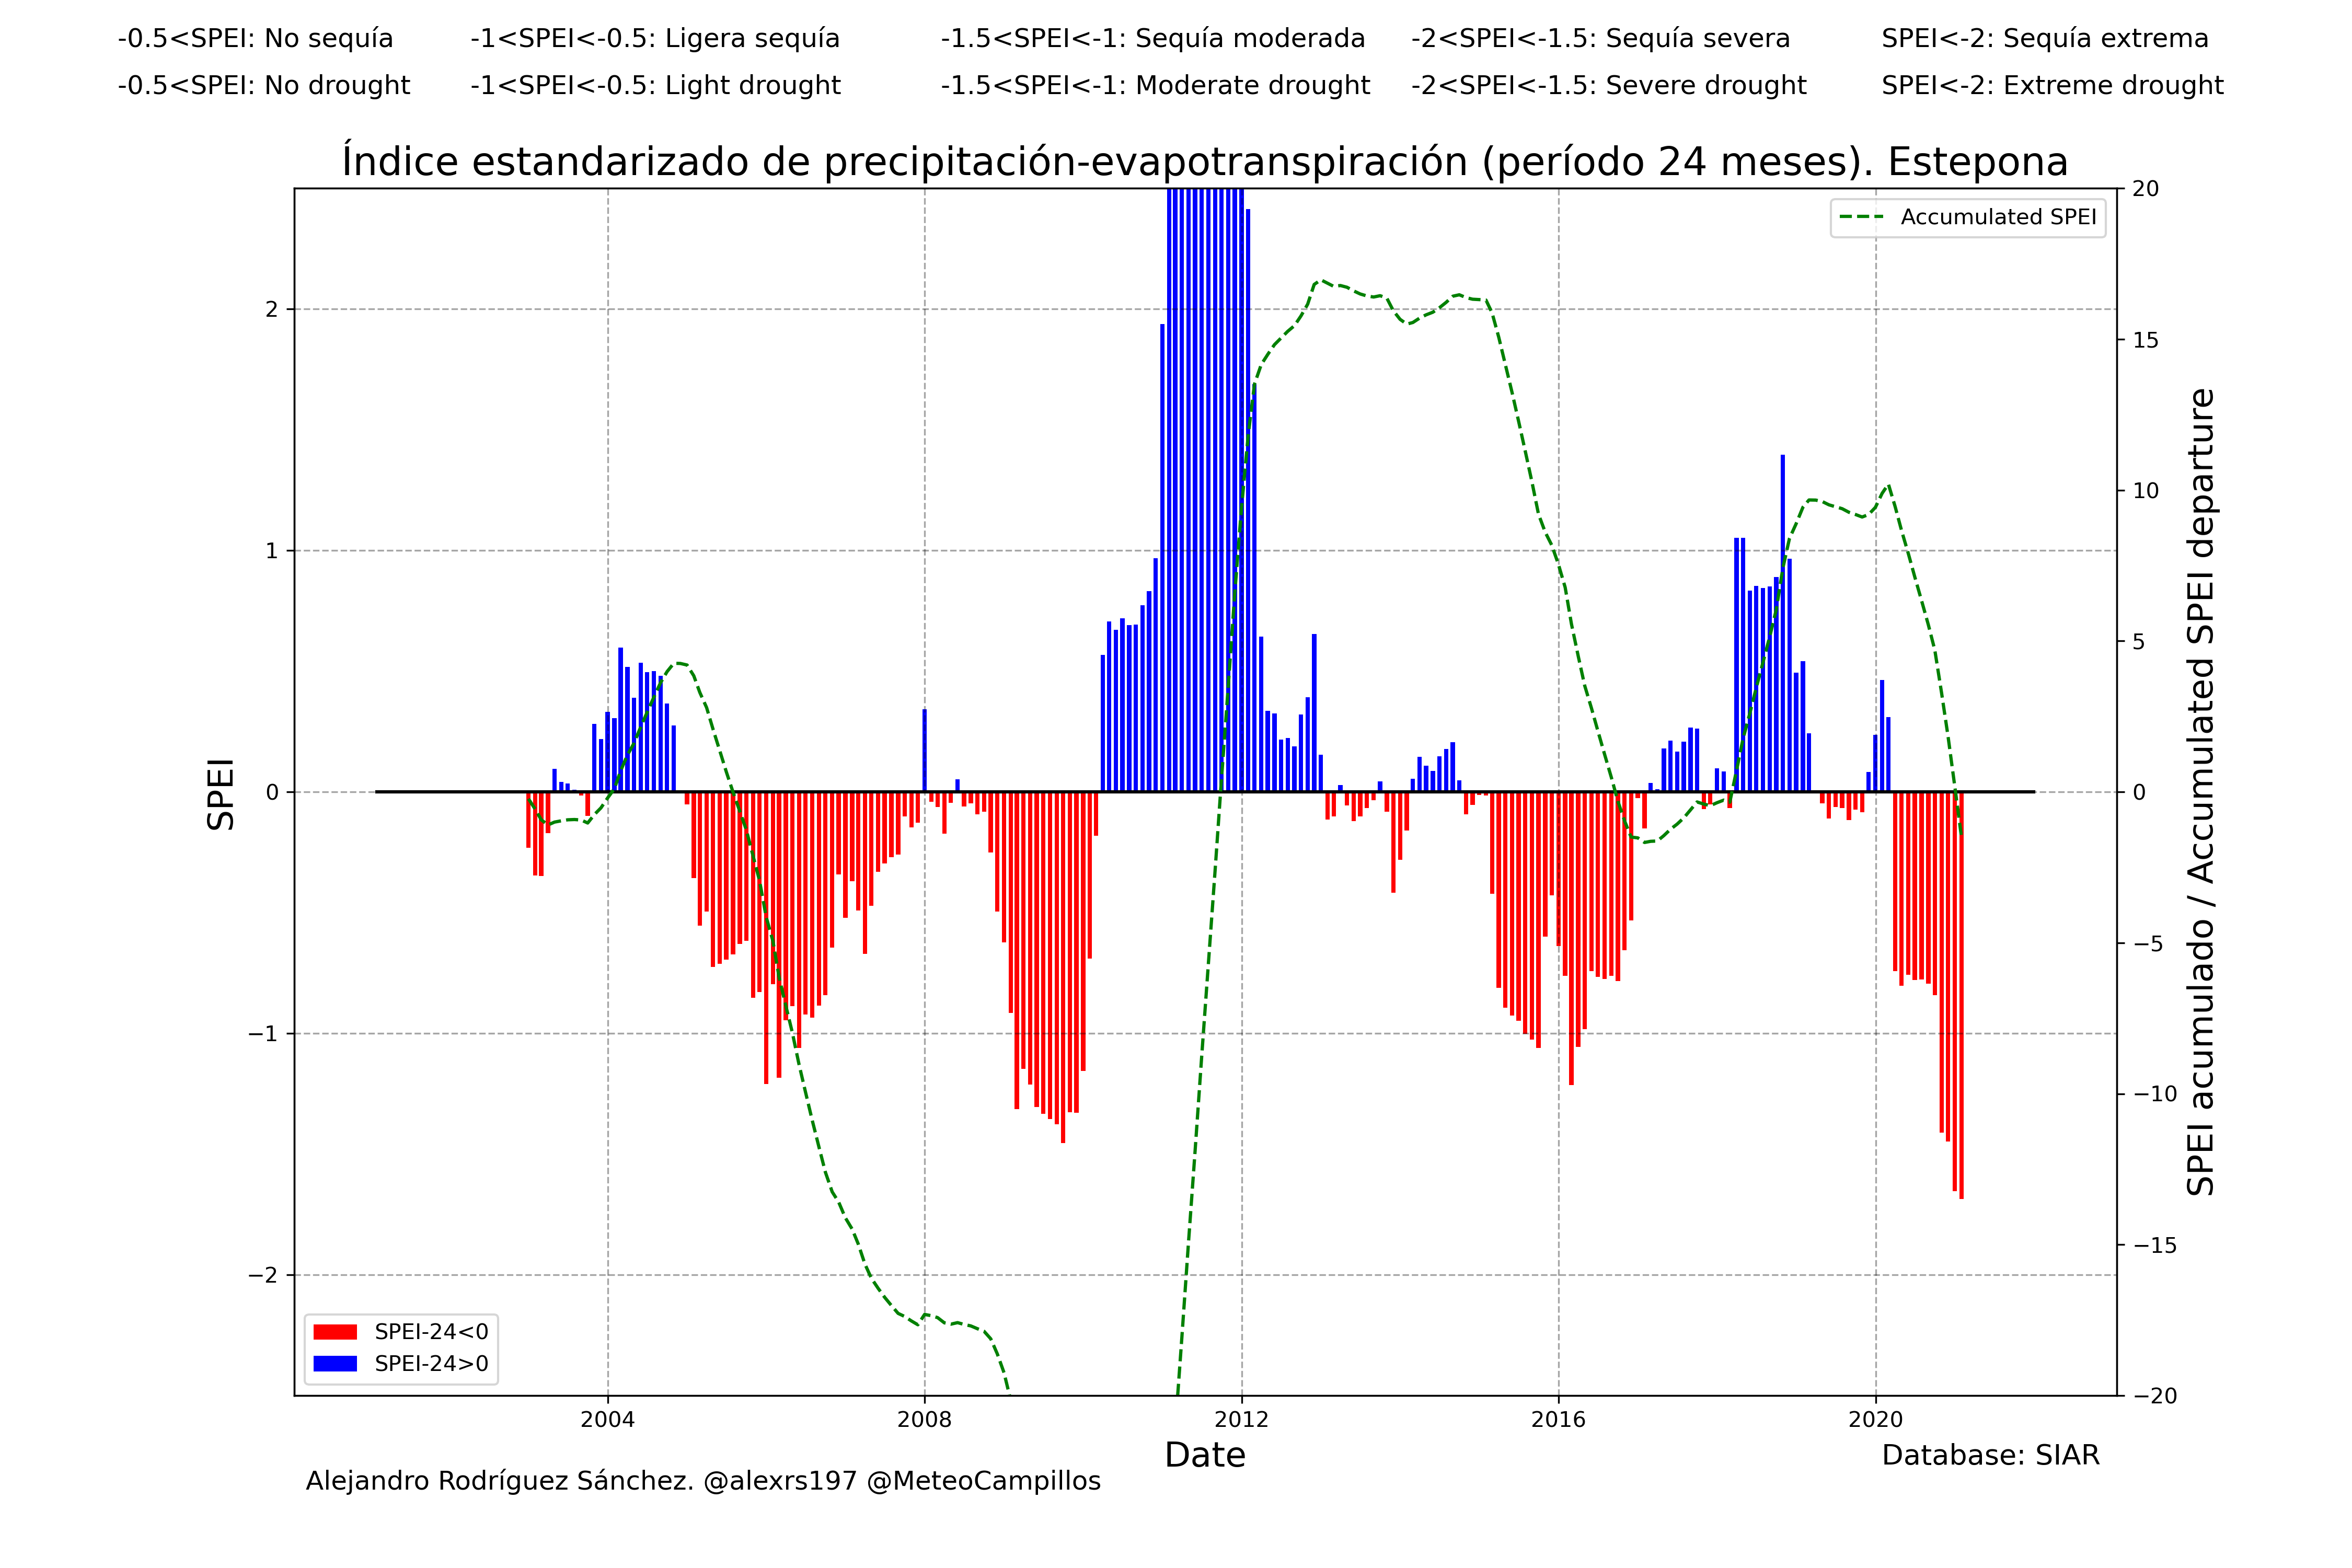 -0.5<SPEI: No sequía -1<SPEI<-0.5: Ligera sequía -1.5<SPEI<-1: Sequía moderada -2<SPEI<-1.5: Sequía severa SPEI<-2: Sequía extrema
-0.5<SPEI: No drought -1<SPEI<-0.5: Light drought -1.5<SPEI<-1: Moderate drought -2<SPEI<-1.5: Severe drought SPEI<-2: Extreme drought
Índice estandarizado de precipitación-evapotranspiración (período 24 meses). Estepona
Accumulated SPEI
SPEI
2
1
0
−1
−2
20
15
10
5
0
−5
−10
−15
−20
SPEI acumulado / Accumulated SPEI departure
SPEI-24<0
SPEI-24>0
2004 2008 2012 2016 2020
Date
Database: SIAR
Alejandro Rodríguez Sánchez. @alexrs197 @MeteoCampillos